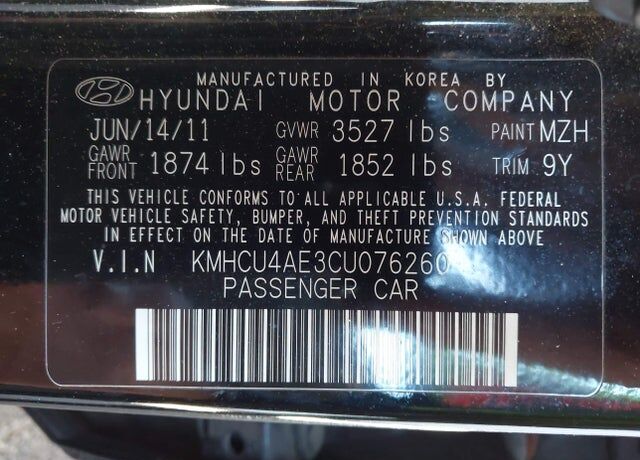 MANUFACTURED IN KOREA BY
HYUNDAI MOTOR COMPANY
JUN/14/11 GVWR 3527 lbs PAINT MZH
GAWR FRONT 1874 lbs GAWR REAR 1852 lbs TRIM 9Y
THIS VEHICLE CONFORMS TO ALL APPLICABLE U.S.A. FEDERAL
MOTOR VEHICLE SAFETY, BUMPER, AND THEFT PREVENTION STANDARDS
IN EFFECT ON THE DATE OF MANUFACTURE SHOWN ABOVE
V.I.N KMHCU4AE3CU076260
PASSENGER CAR